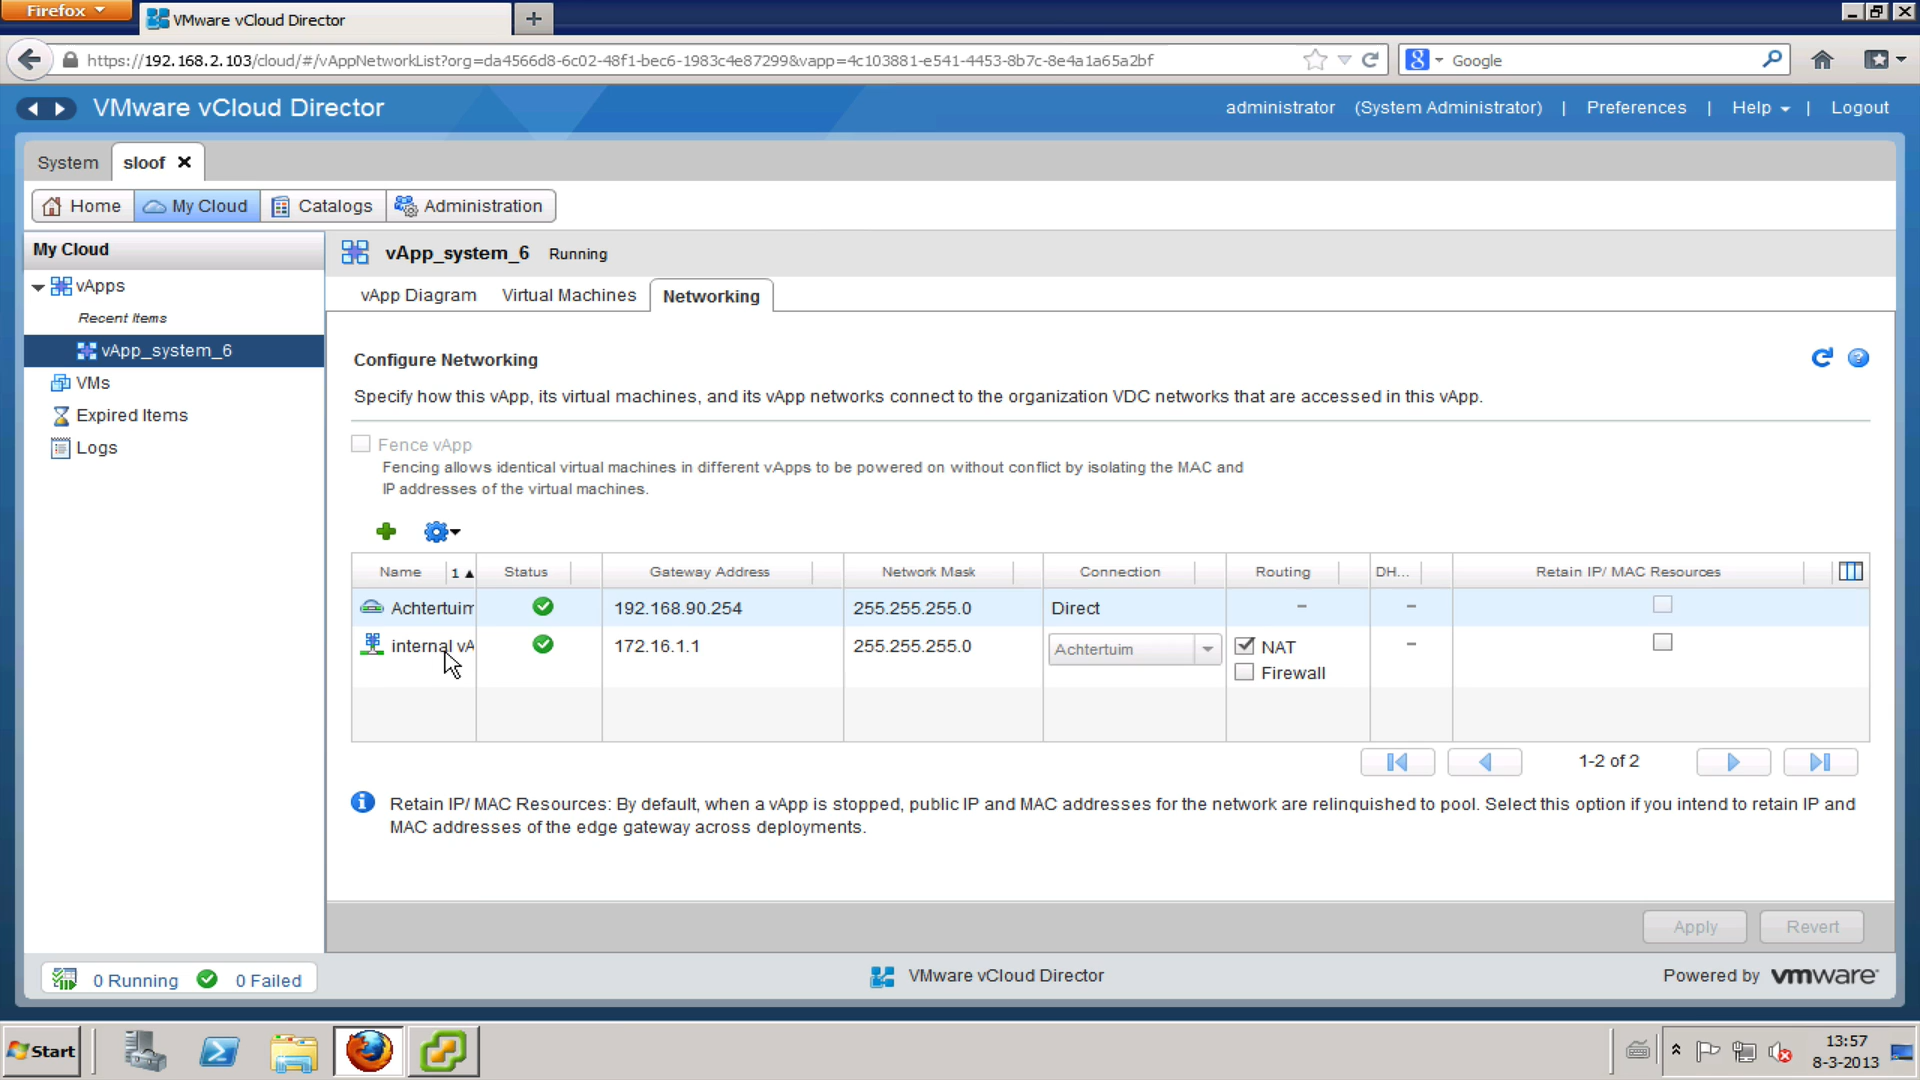 Firefox
VMware vCloud Director
https://192.168.2.103/cloud/#/vAppNetworkList?org=da4566d8-6c02-48f1-bec6-1983c4e87299&vapp=4c103881-e541-4453-8b7c-8e4a1a65a2bf
Google
VMware vCloud Director
administrator (System Administrator) | Preferences | Help | Logout
System
sloof
Home
My Cloud
Catalogs
Administration
My Cloud
vApps
Recent Items
vApp_system_6
VMs
Expired Items
Logs
vApp_system_6 Running
vApp Diagram
Virtual Machines
Networking
Configure Networking
Specify how this vApp, its virtual machines, and its vApp networks connect to the organization VDC networks that are accessed in this vApp.
Fence vApp
Fencing allows identical virtual machines in different vApps to be powered on without conflict by isolating the MAC and
IP addresses of the virtual machines.
Name 1 ▲ Status Gateway Address Network Mask Connection Routing DH... Retain IP/ MAC Resources
Achtertuim 192.168.90.254 255.255.255.0 Direct – –
internal vA 172.16.1.1 255.255.255.0 Achtertuim NAT –
Firewall
1-2 of 2
Retain IP/ MAC Resources: By default, when a vApp is stopped, public IP and MAC addresses for the network are relinquished to pool. Select this option if you intend to retain IP and
MAC addresses of the edge gateway across deployments.
Apply
Revert
0 Running
0 Failed
VMware vCloud Director
Powered by vmware
Start
13:57
8-3-2013